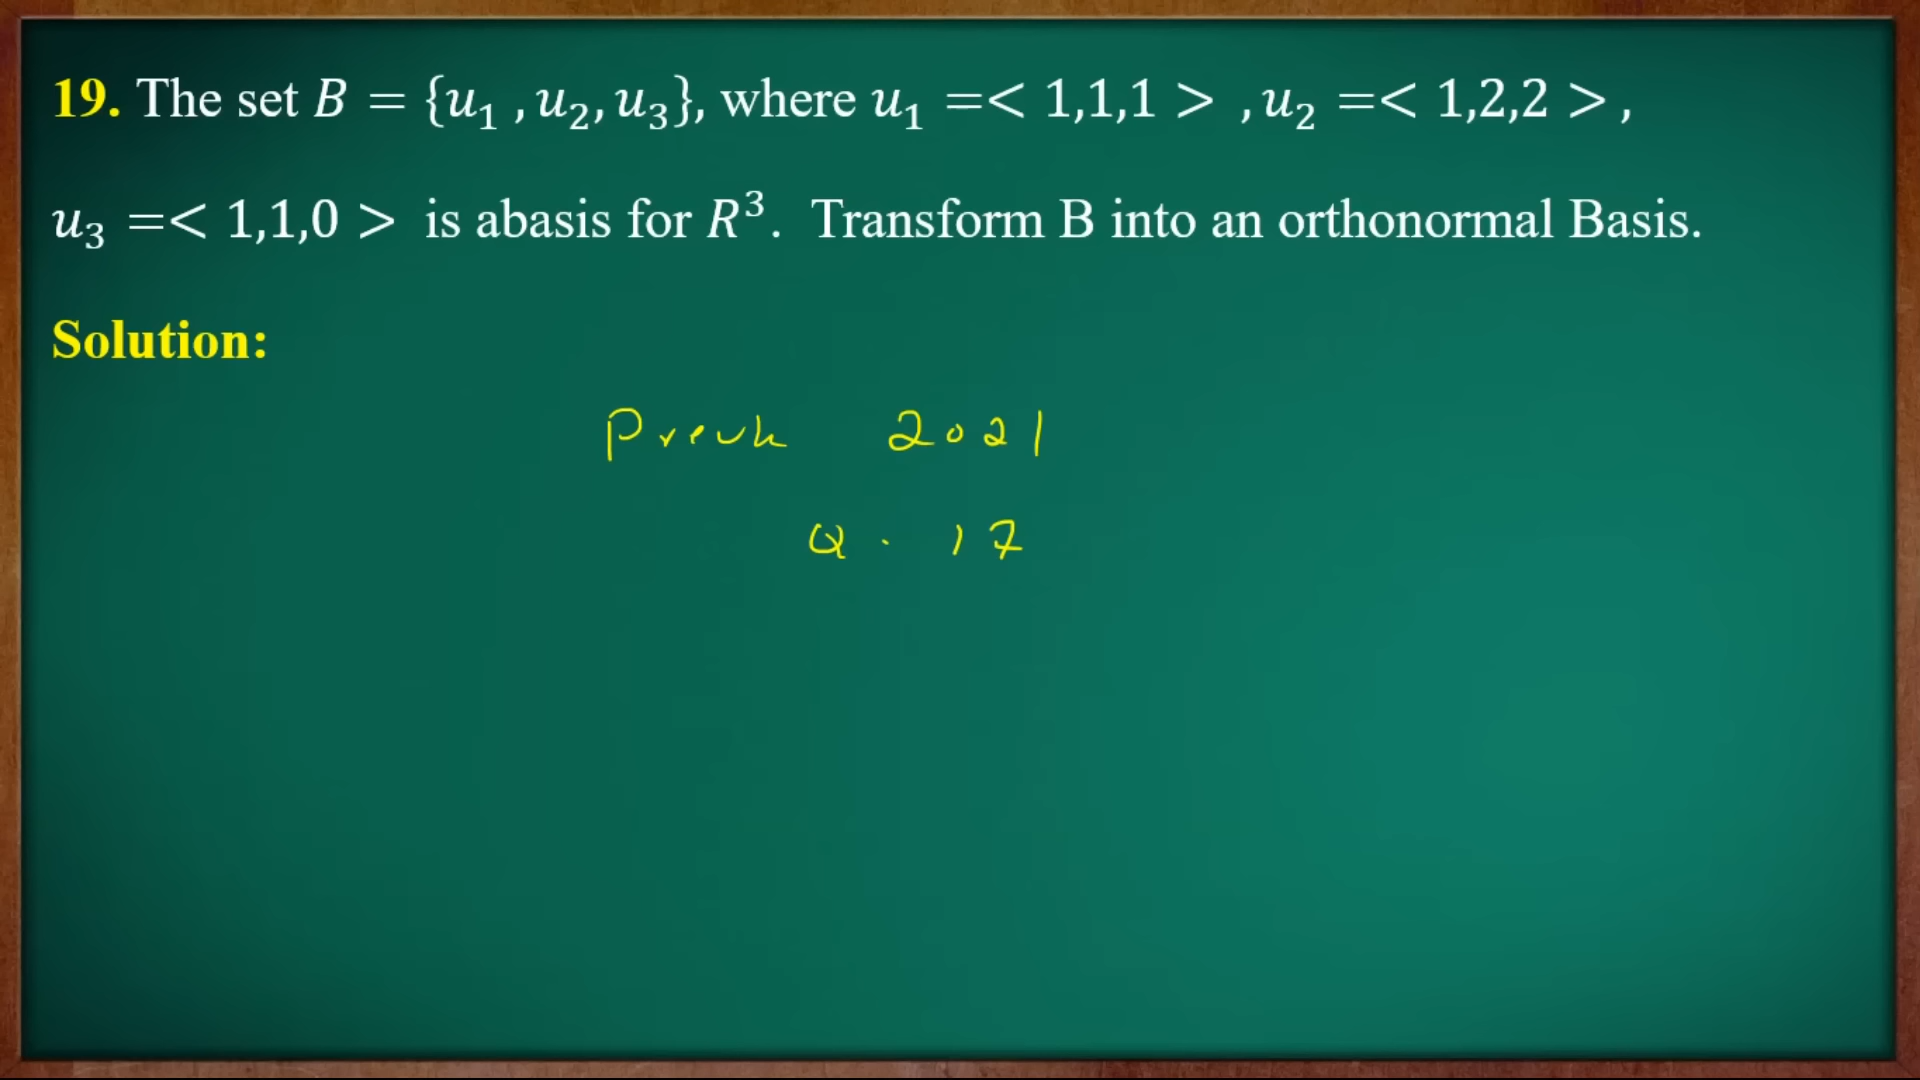 19. The set B = {u₁ , u₂, u₃}, where u₁ =< 1,1,1 > , u₂ =< 1,2,2 > ,
u₃ =< 1,1,0 > is abasis for R³. Transform B into an orthonormal Basis.
Solution:
2021
Q. 17